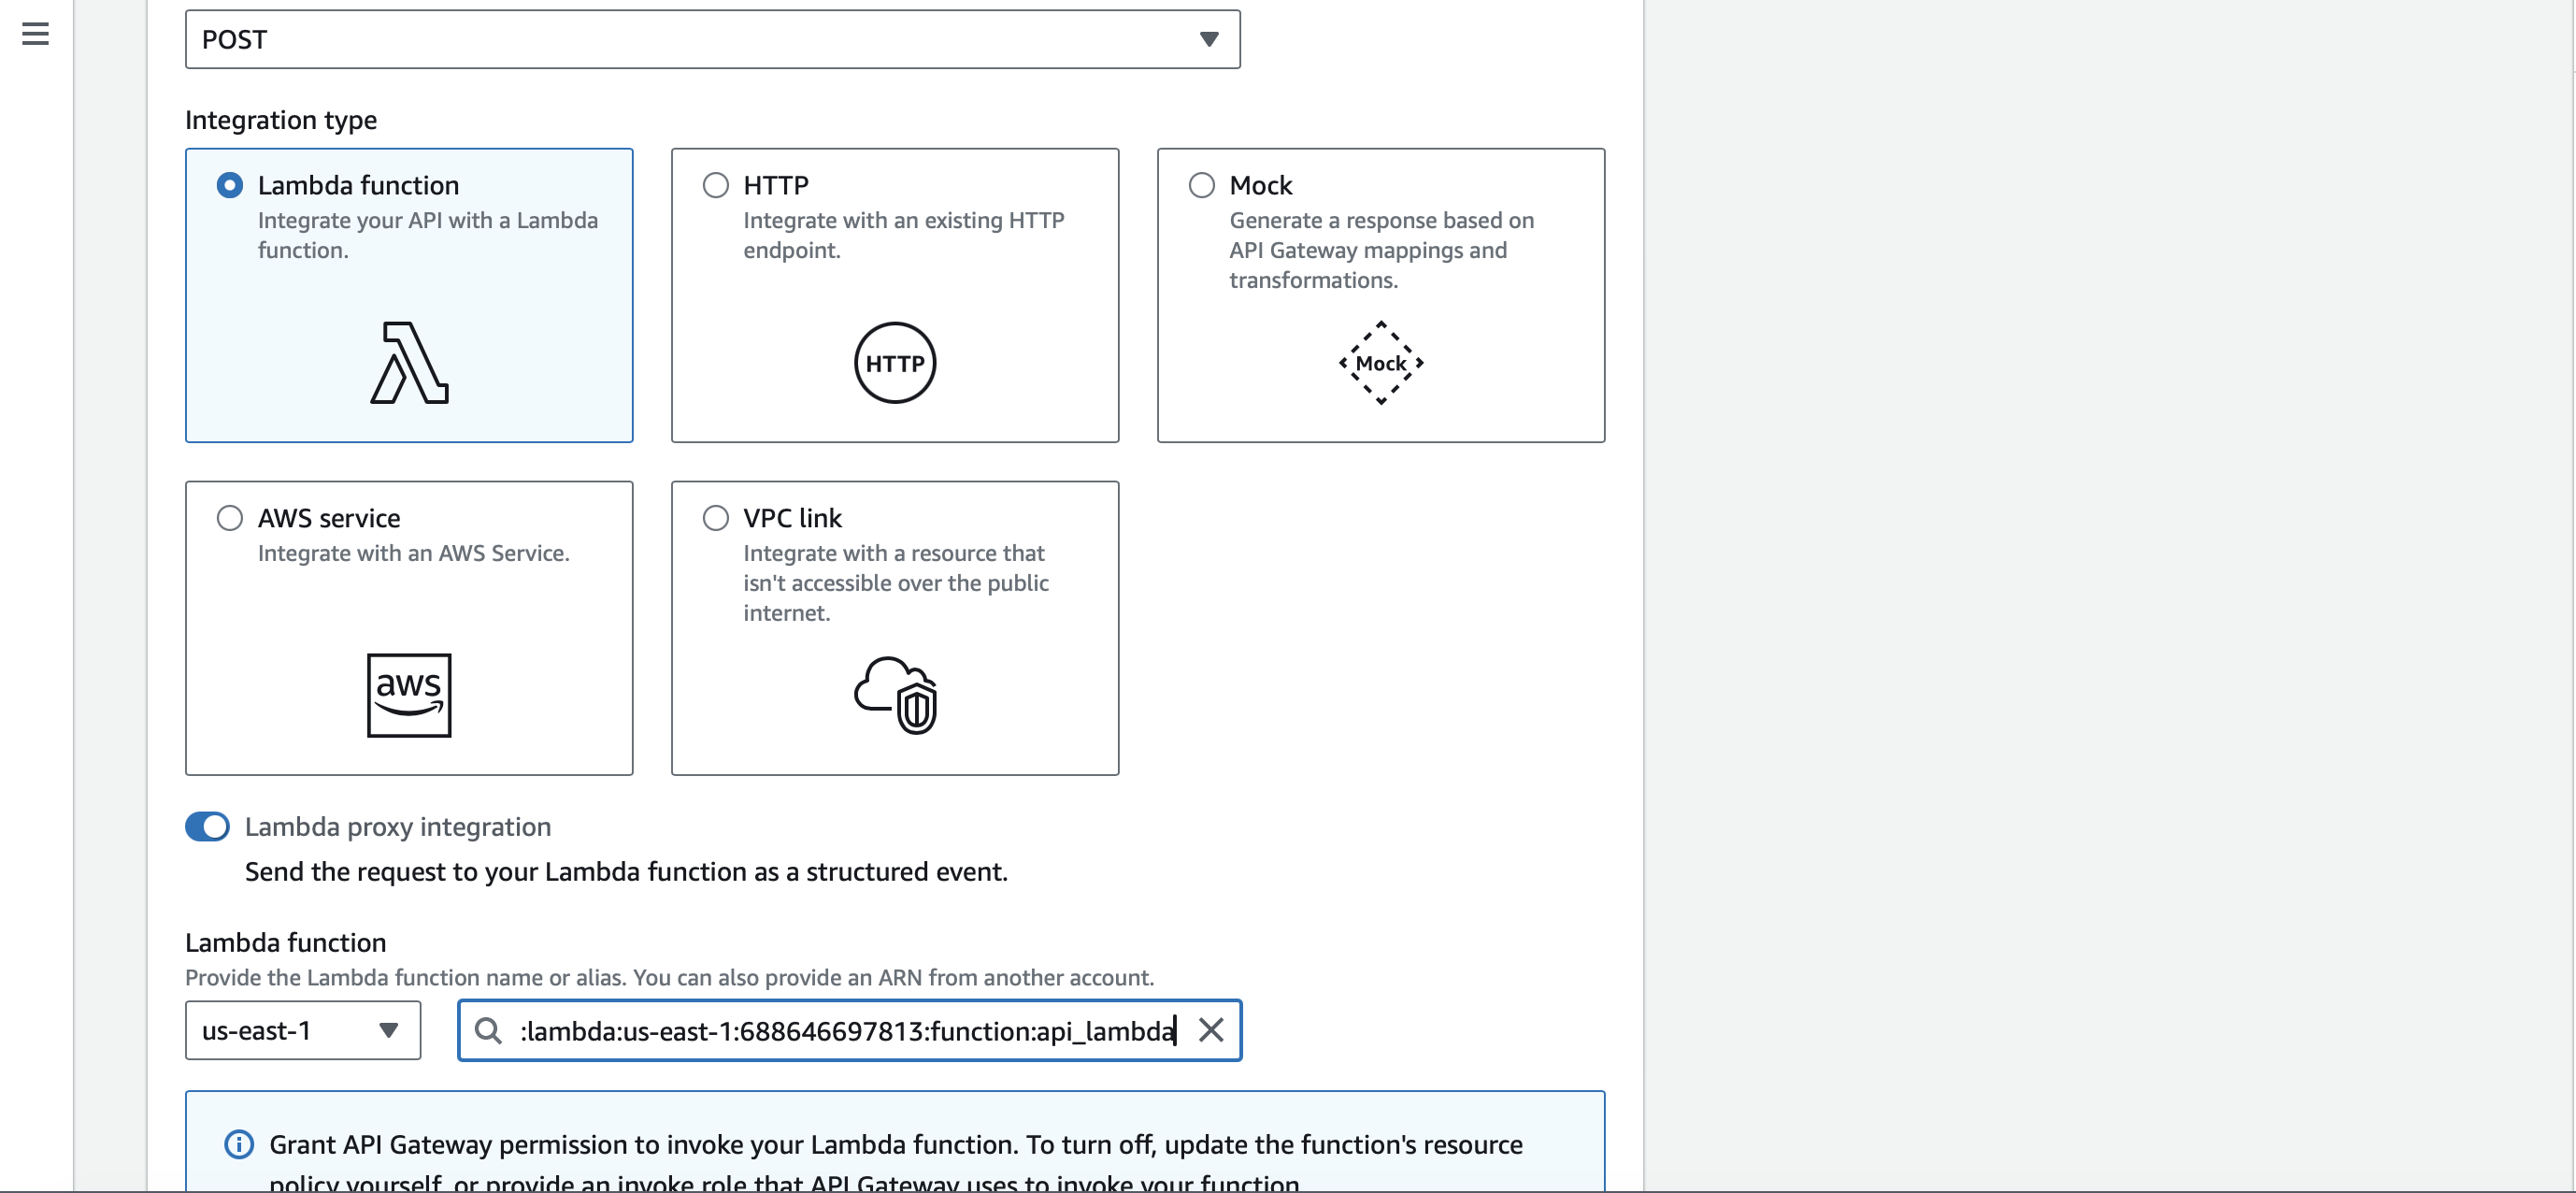 POST
Integration type
Lambda function
Integrate your API with a Lambda
function.
HTTP
Integrate with an existing HTTP
endpoint.
HTTP
Mock
Generate a response based on
API Gateway mappings and
transformations.
Mock
AWS service
Integrate with an AWS Service.
aws
VPC link
Integrate with a resource that
isn't accessible over the public
internet.
Lambda proxy integration
Send the request to your Lambda function as a structured event.
Lambda function
Provide the Lambda function name or alias. You can also provide an ARN from another account.
us-east-1
:lambda:us-east-1:688646697813:function:api_lambda
Grant API Gateway permission to invoke your Lambda function. To turn off, update the function's resource
policy yourself, or provide an invoke role that API Gateway uses to invoke your function.